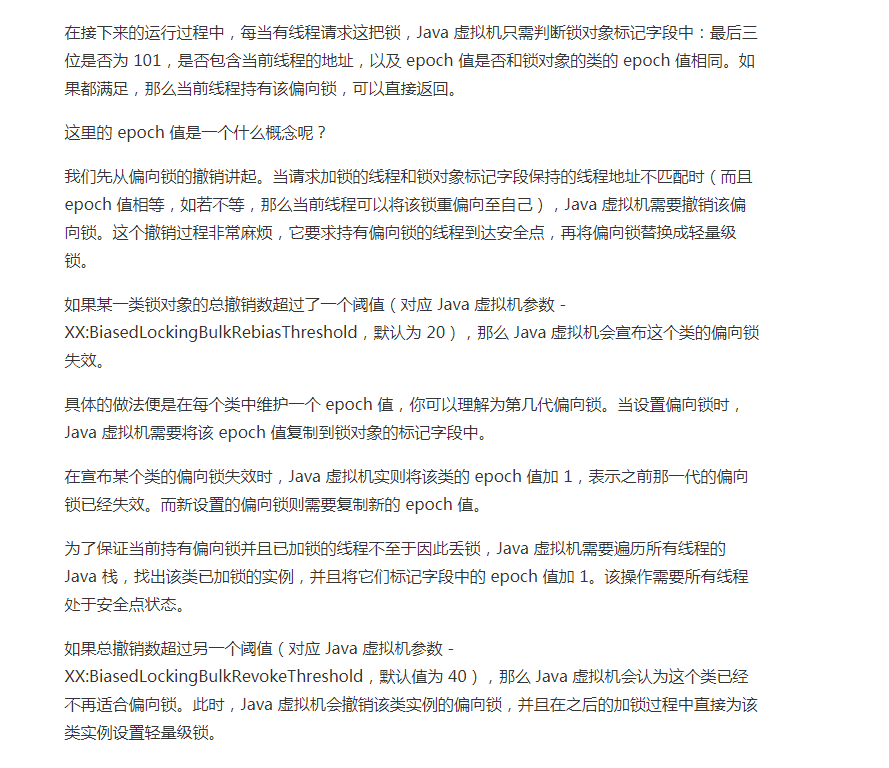 在接下来的运行过程中，每当有线程请求这把锁，Java 虚拟机只需判断锁对象标记字段中：最后三
位是否为 101，是否包含当前线程的地址，以及 epoch 值是否和锁对象的类的 epoch 值相同。如
果都满足，那么当前线程持有该偏向锁，可以直接返回。
这里的 epoch 值是一个什么概念呢？
我们先从偏向锁的撤销讲起。当请求加锁的线程和锁对象标记字段保持的线程地址不匹配时（而且
epoch 值相等，如若不等，那么当前线程可以将该锁重偏向至自己），Java 虚拟机需要撤销该偏
向锁。这个撤销过程非常麻烦，它要求持有偏向锁的线程到达安全点，再将偏向锁替换成轻量级
锁。
如果某一类锁对象的总撤销数超过了一个阈值（对应 Java 虚拟机参数 -
XX:BiasedLockingBulkRebiasThreshold，默认为 20），那么 Java 虚拟机会宣布这个类的偏向锁
失效。
具体的做法便是在每个类中维护一个 epoch 值，你可以理解为第几代偏向锁。当设置偏向锁时，
Java 虚拟机需要将该 epoch 值复制到锁对象的标记字段中。
在宣布某个类的偏向锁失效时，Java 虚拟机实则将该类的 epoch 值加 1，表示之前那一代的偏向
锁已经失效。而新设置的偏向锁则需要复制新的 epoch 值。
为了保证当前持有偏向锁并且已加锁的线程不至于因此丢锁，Java 虚拟机需要遍历所有线程的
Java 栈，找出该类已加锁的实例，并且将它们标记字段中的 epoch 值加 1。该操作需要所有线程
处于安全点状态。
如果总撤销数超过另一个阈值（对应 Java 虚拟机参数 -
XX:BiasedLockingBulkRevokeThreshold，默认值为 40），那么 Java 虚拟机会认为这个类已经
不再适合偏向锁。此时，Java 虚拟机会撤销该类实例的偏向锁，并且在之后的加锁过程中直接为该
类实例设置轻量级锁。